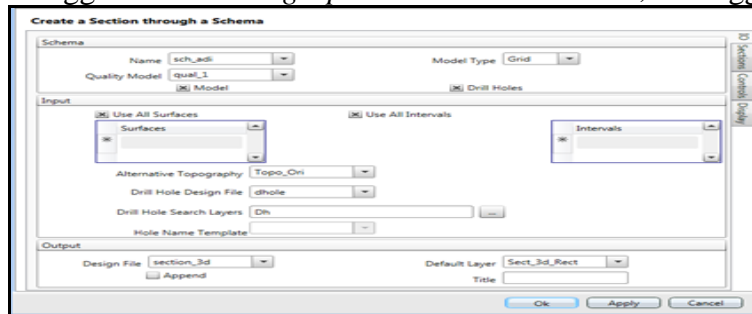 Create a Section through a Schema
Schema
Name sch_adi Model Type Grid
Quality Model qual_1
Model Drill Holes
Input
Use All Surfaces Use All Intervals
Surfaces Intervals
Alternative Topography Topo_Ori
Drill Hole Design File dhole
Drill Hole Search Layers Dh ...
Hole Name Template
Output
Design File section_3d Default Layer Sect_3d_Rect
Append Title
Ok Apply Cancel
IO Sections Controls Display